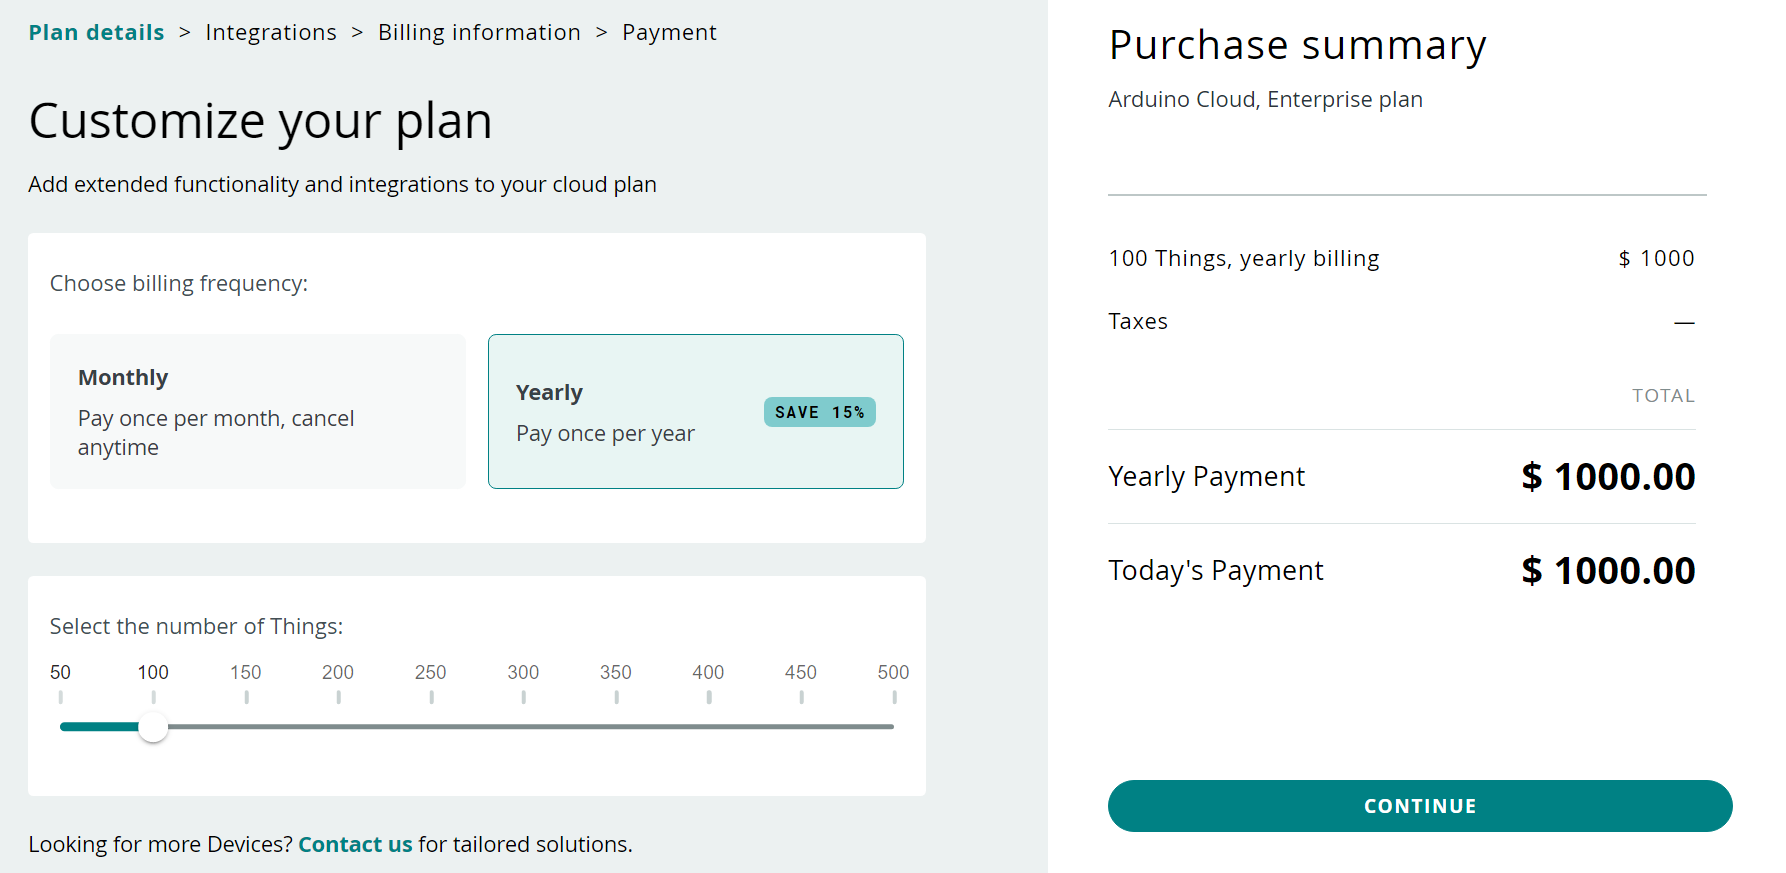 Plan details > Integrations > Billing information > Payment
Customize your plan
Add extended functionality and integrations to your cloud plan
Choose billing frequency:
Monthly
Pay once per month, cancel
anytime
Yearly
Pay once per year
SAVE 15%
Select the number of Things:
50 100 150 200 250 300 350 400 450 500
Looking for more Devices? Contact us for tailored solutions.
Purchase summary
Arduino Cloud, Enterprise plan
100 Things, yearly billing $ 1000
Taxes —
TOTAL
Yearly Payment $ 1000.00
Today's Payment $ 1000.00
CONTINUE